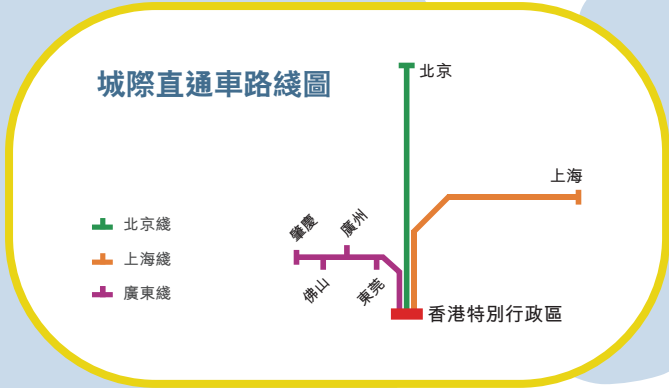 城際直通車路綫圖
北京
上海
北京綫
上海綫
廣東綫
肇慶
廣州
佛山
東莞
香港特別行政區